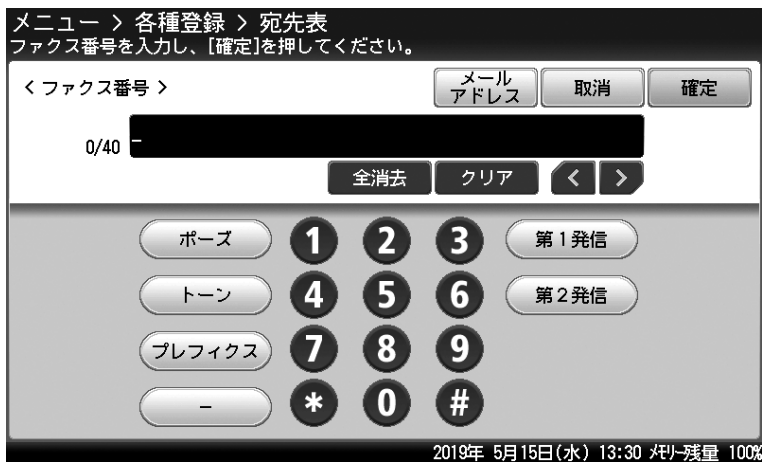 メニュー > 各種登録 > 宛先表
ファクス番号を入力し、[確定]を押してください。
<ファクス番号>
メール
アドレス
取消
確定
0/40 _
全消去
クリア
<
>
ポーズ
1
2
3
第1発信
トーン
4
5
6
第2発信
プレフィクス
7
8
9
-
*
0
#
2019年 5月15日(水) 13:30 メモリー残量 100%